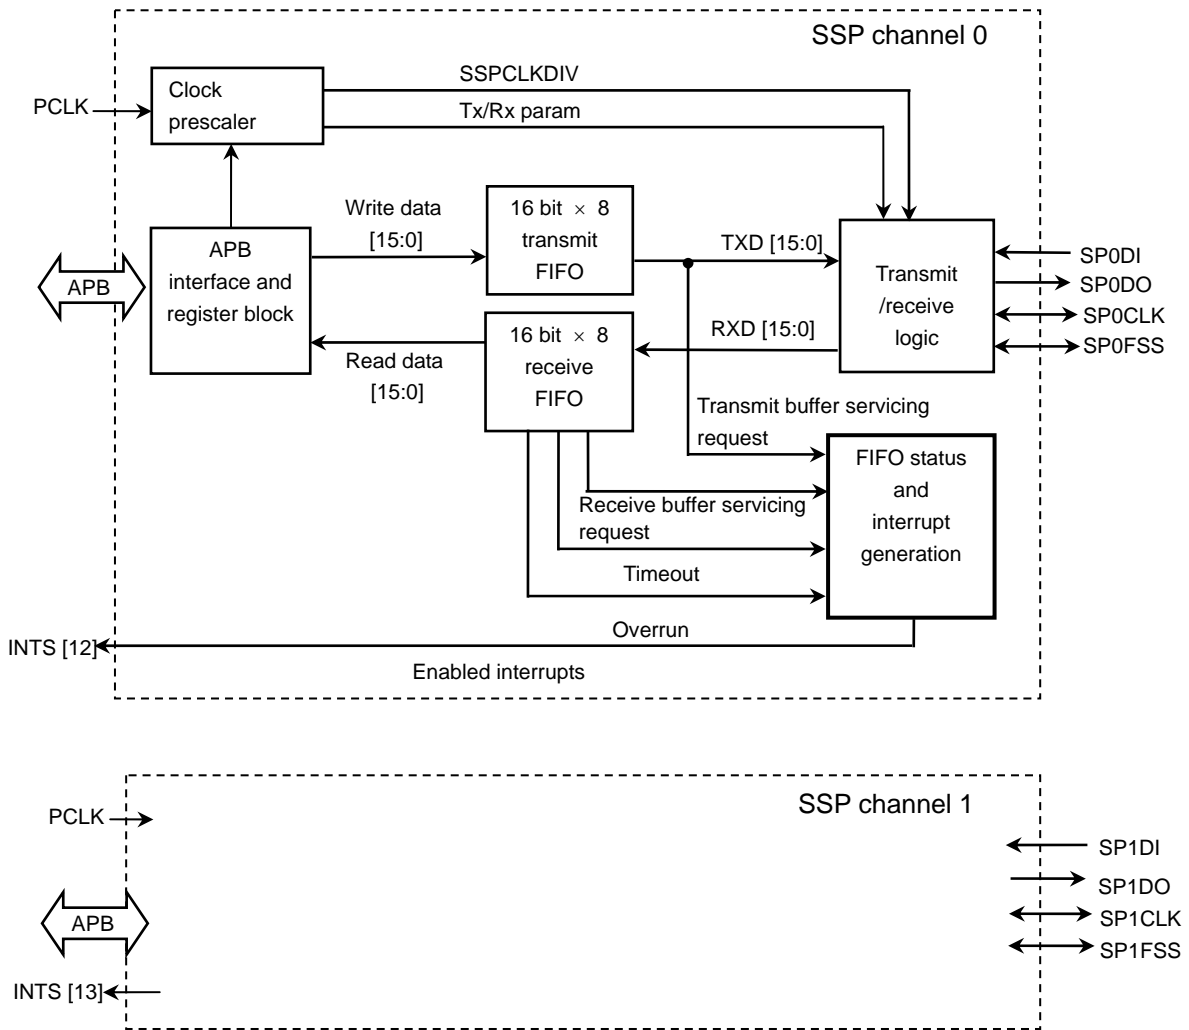 SSP channel 0
SSPCLKDIV
Clock
prescaler
PCLK
Tx/Rx param
Write data
[15:0]
16 bit × 8
transmit
FIFO
TXD [15:0]
APB
interface and
register block
APB
Transmit
/receive
logic
SP0DI
SP0DO
SP0CLK
SP0FSS
Read data
[15:0]
16 bit × 8
receive
FIFO
RXD [15:0]
Transmit buffer servicing
request
FIFO status
and
interrupt
generation
Receive buffer servicing
request
Timeout
Overrun
INTS [12]
Enabled interrupts
SSP channel 1
PCLK
APB
INTS [13]
SP1DI
SP1DO
SP1CLK
SP1FSS